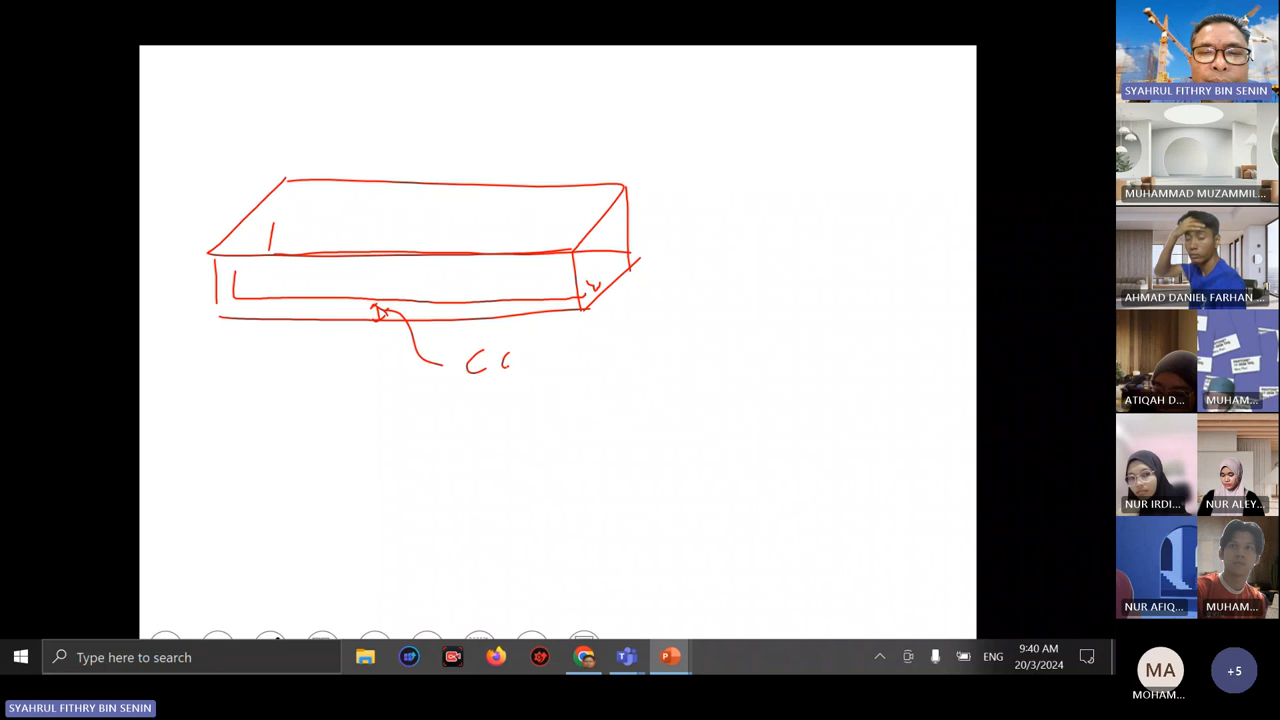 SYAHRUL FITHRY BIN SENIN
MUHAMMAD MUZAMMIL...
AHMAD DANIEL FARHAN ...
ATIQAH D...
MUHAM...
NUR IRDI...
NUR ALEY...
NUR AFIQ...
MUHAM...
MA
MOHAM...
+5
C C
Type here to search
ENG
9:40 AM
20/3/2024
SYAHRUL FITHRY BIN SENIN